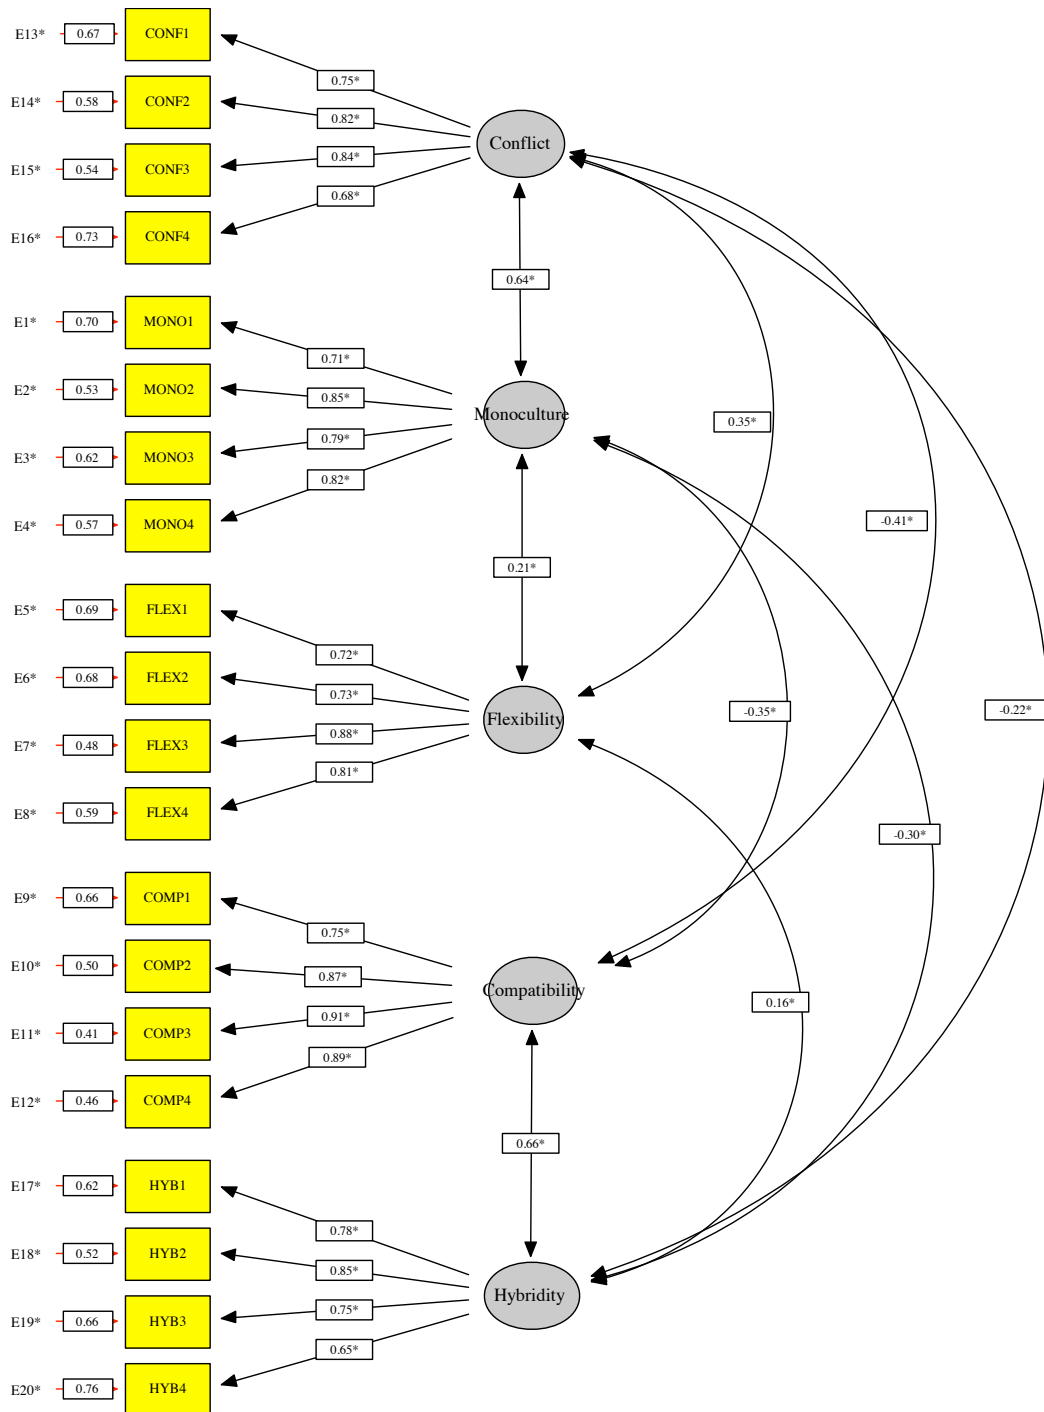 E13* 0.67 CONF1
0.75*
E14* 0.58 CONF2
0.82*
Conflict
E15* 0.54 CONF3
0.84*
0.68*
E16* 0.73 CONF4
0.64*
E1* 0.70 MONO1
0.71*
E2* 0.53 MONO2
0.85*
Monoculture
0.35*
E3* 0.62 MONO3
0.79*
0.82*
E4* 0.57 MONO4
-0.41*
0.21*
E5* 0.69 FLEX1
0.72*
E6* 0.68 FLEX2
0.73*
-0.35*
-0.22*
Flexibility
E7* 0.48 FLEX3
0.88*
0.81*
E8* 0.59 FLEX4
-0.30*
E9* 0.66 COMP1
0.75*
E10* 0.50 COMP2
0.87*
Compatibility
0.16*
E11* 0.41 COMP3
0.91*
0.89*
E12* 0.46 COMP4
0.66*
E17* 0.62 HYB1
0.78*
E18* 0.52 HYB2
0.85*
Hybridity
0.75*
E19* 0.66 HYB3
0.65*
E20* 0.76 HYB4